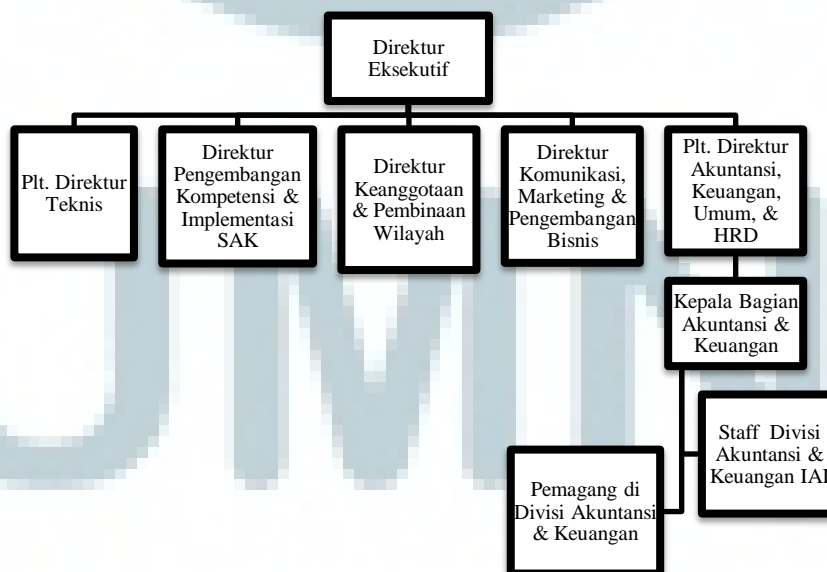 Direktur
Eksekutif
Plt. Direktur
Teknis
Direktur
Pengembangan
Kompetensi &
Implementasi
SAK
Direktur
Keanggotaan
& Pembinaan
Wilayah
Direktur
Komunikasi,
Marketing &
Pengembangan
Bisnis
Plt. Direktur
Akuntansi,
Keuangan,
Umum, &
HRD
Kepala Bagian
Akuntansi &
Keuangan
Staff Divisi
Akuntansi &
Keuangan IAI
Pemagang di
Divisi Akuntansi
& Keuangan
UMN